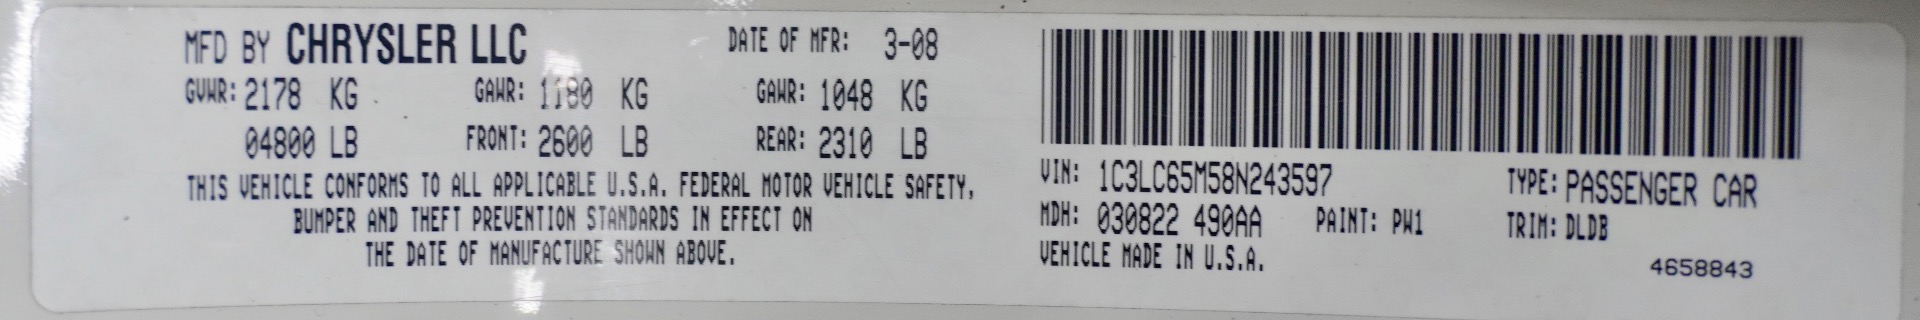 MFD BY CHRYSLER LLC DATE OF MFR: 3-08
GVWR: 2178 KG GAWR: 1180 KG GAWR: 1048 KG
04800 LB FRONT: 2600 LB REAR: 2310 LB
THIS VEHICLE CONFORMS TO ALL APPLICABLE U.S.A. FEDERAL MOTOR VEHICLE SAFETY,
BUMPER AND THEFT PREVENTION STANDARDS IN EFFECT ON
THE DATE OF MANUFACTURE SHOWN ABOVE.
VIN: 1C3LC65M58N243597 TYPE: PASSENGER CAR
MDH: 030822 490AA PAINT: PW1 TRIM: DLDB
VEHICLE MADE IN U.S.A.
4658843